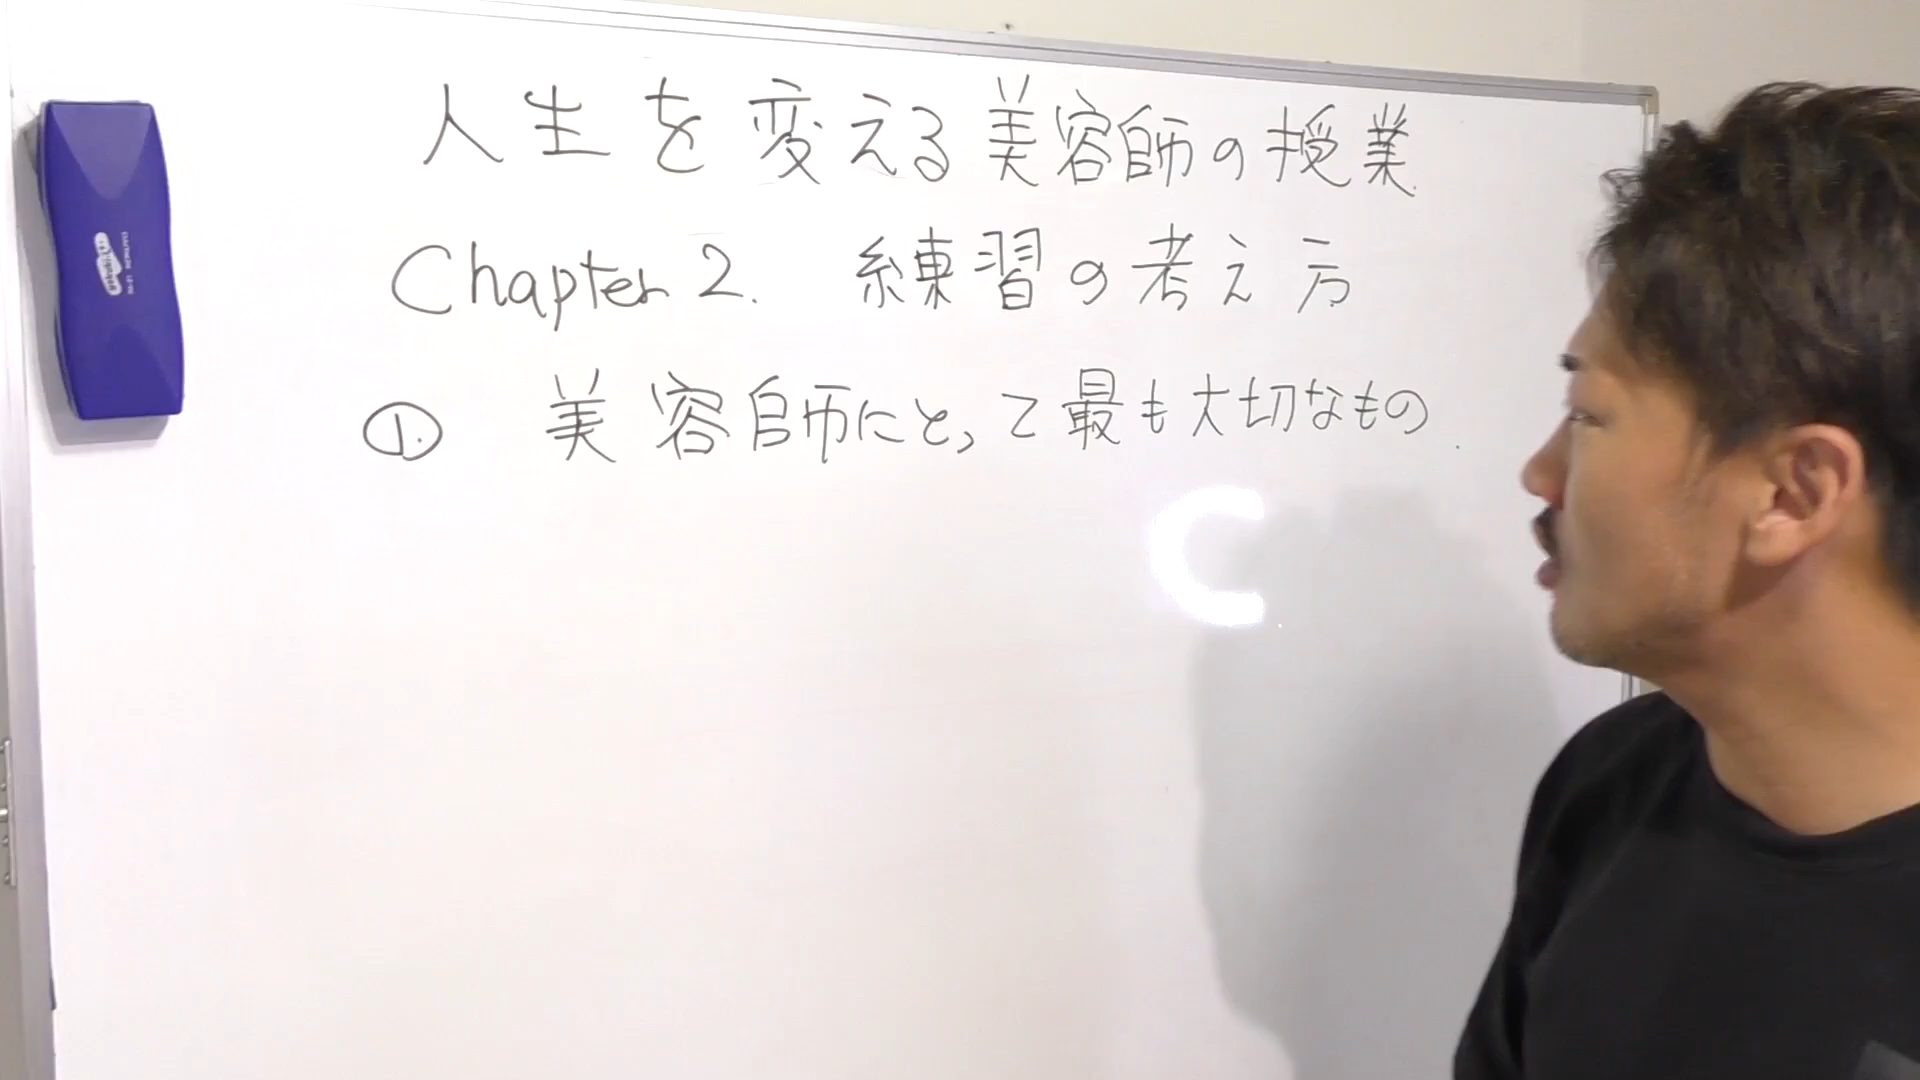 人生を変える美容師の授業
Chapter 2. 練習の考え方
① 美容師にとって最も大切なもの